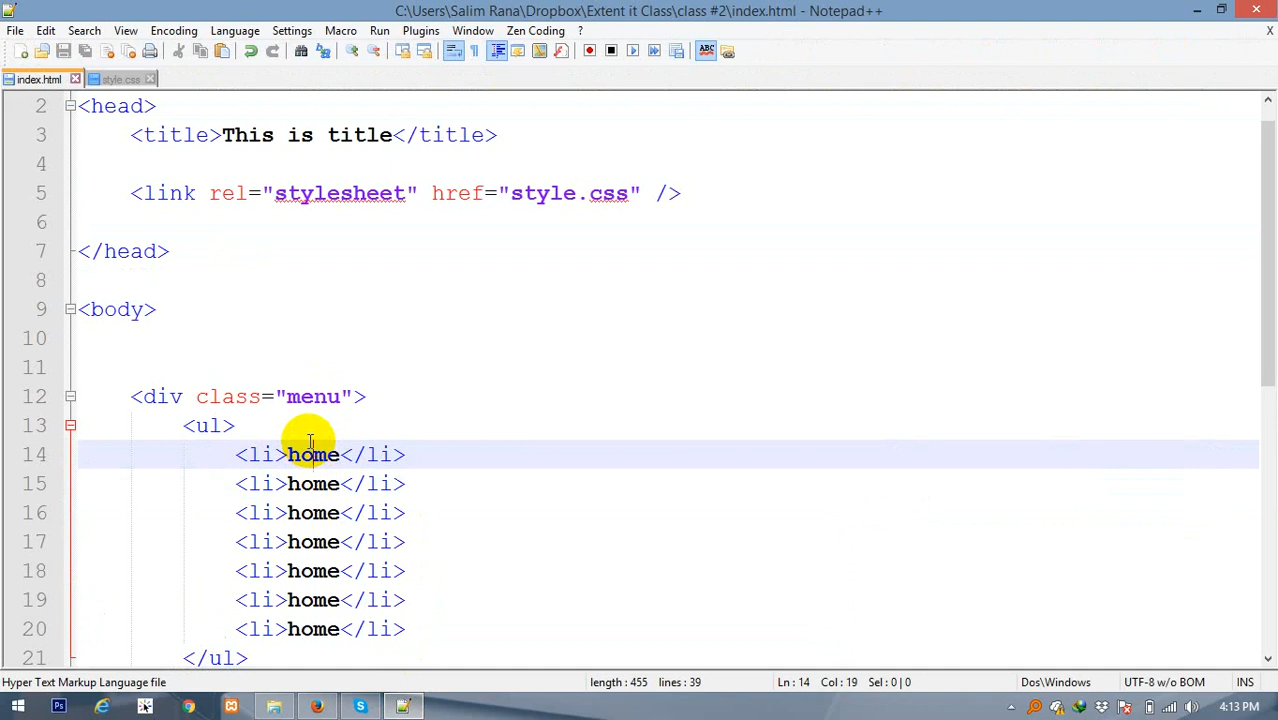 C:\Users\Salim Rana\Dropbox\Extent it Class\class #2\index.html - Notepad++
File Edit Search View Encoding Language Settings Macro Run Plugins Window Zen Coding ? X
index.html style.css
2 <head>
3 <title>This is title</title>
4
5 <link rel="stylesheet" href="style.css" />
6
7 </head>
8
9 <body>
10
11
12 <div class="menu">
13 <ul>
14 <li>home</li>
15 <li>home</li>
16 <li>home</li>
17 <li>home</li>
18 <li>home</li>
19 <li>home</li>
20 <li>home</li>
21 </ul>
Hyper Text Markup Language file length : 455 lines : 39 Ln : 14 Col : 19 Sel : 0 | 0 Dos\Windows UTF-8 w/o BOM INS
4:13 PM